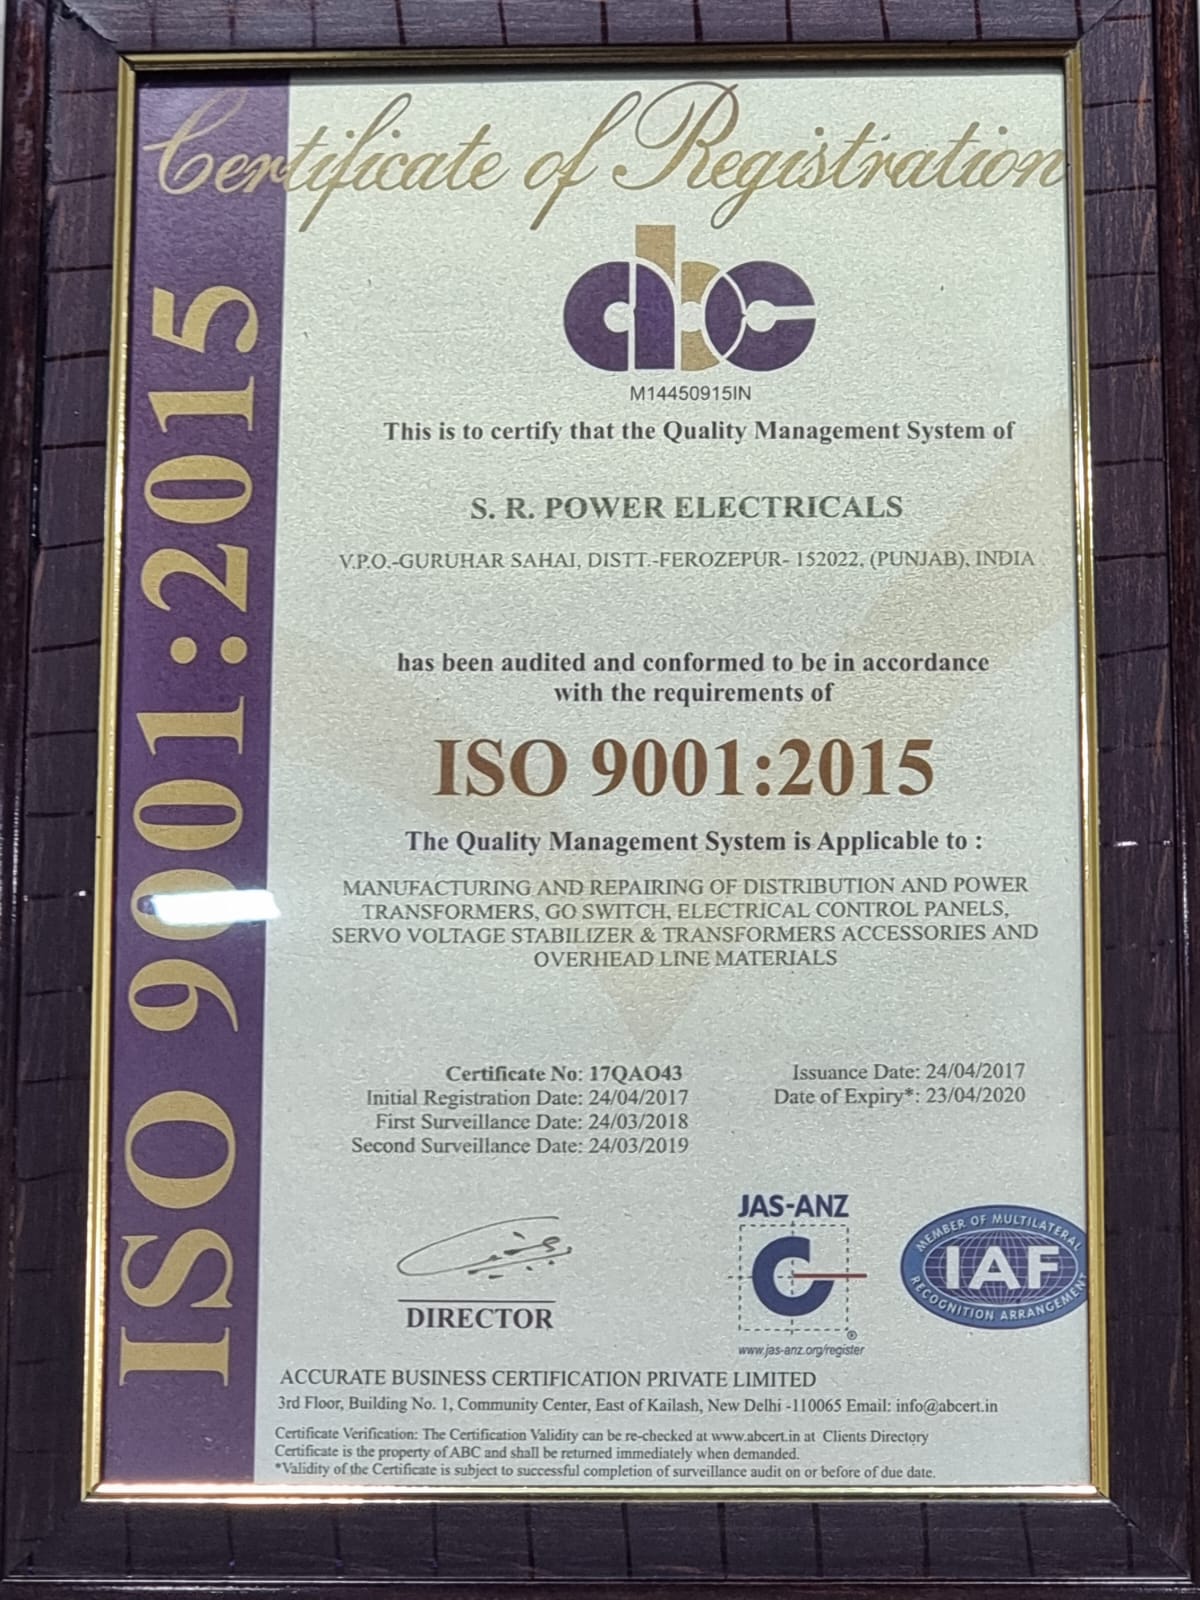 Certificate of Registration
ISO 9001:2015
abc
M14450915IN
This is to certify that the Quality Management System of
S. R. POWER ELECTRICALS
V.P.O.-GURUHAR SAHAI, DISTT.-FEROZEPUR- 152022, (PUNJAB), INDIA
has been audited and conformed to be in accordance
with the requirements of
ISO 9001:2015
The Quality Management System is Applicable to :
MANUFACTURING AND REPAIRING OF DISTRIBUTION AND POWER
TRANSFORMERS, GO SWITCH, ELECTRICAL CONTROL PANELS,
SERVO VOLTAGE STABILIZER & TRANSFORMERS ACCESSORIES AND
OVERHEAD LINE MATERIALS
Certificate No: 17QAO43
Initial Registration Date: 24/04/2017
First Surveillance Date: 24/03/2018
Second Surveillance Date: 24/03/2019
Issuance Date: 24/04/2017
Date of Expiry*: 23/04/2020
DIRECTOR
JAS-ANZ
C
®
www.jas-anz.org/register
MEMBER OF MULTILATERAL
IAF
RECOGNITION ARRANGEMENT
ACCURATE BUSINESS CERTIFICATION PRIVATE LIMITED
3rd Floor, Building No. 1, Community Center, East of Kailash, New Delhi -110065 Email: info@abcert.in
Certificate Verification: The Certification Validity can be re-checked at www.abcert.in at Clients Directory
Certificate is the property of ABC and shall be returned immediately when demanded.
*Validity of the Certificate is subject to successful completion of surveillance audit on or before of due date.